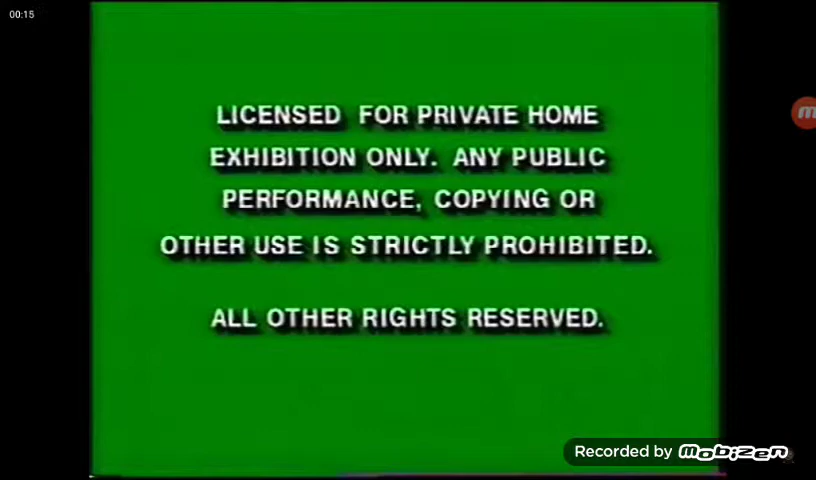 00:15
LICENSED FOR PRIVATE HOME
EXHIBITION ONLY. ANY PUBLIC
PERFORMANCE, COPYING OR
OTHER USE IS STRICTLY PROHIBITED.
ALL OTHER RIGHTS RESERVED.
Recorded by Mobizen